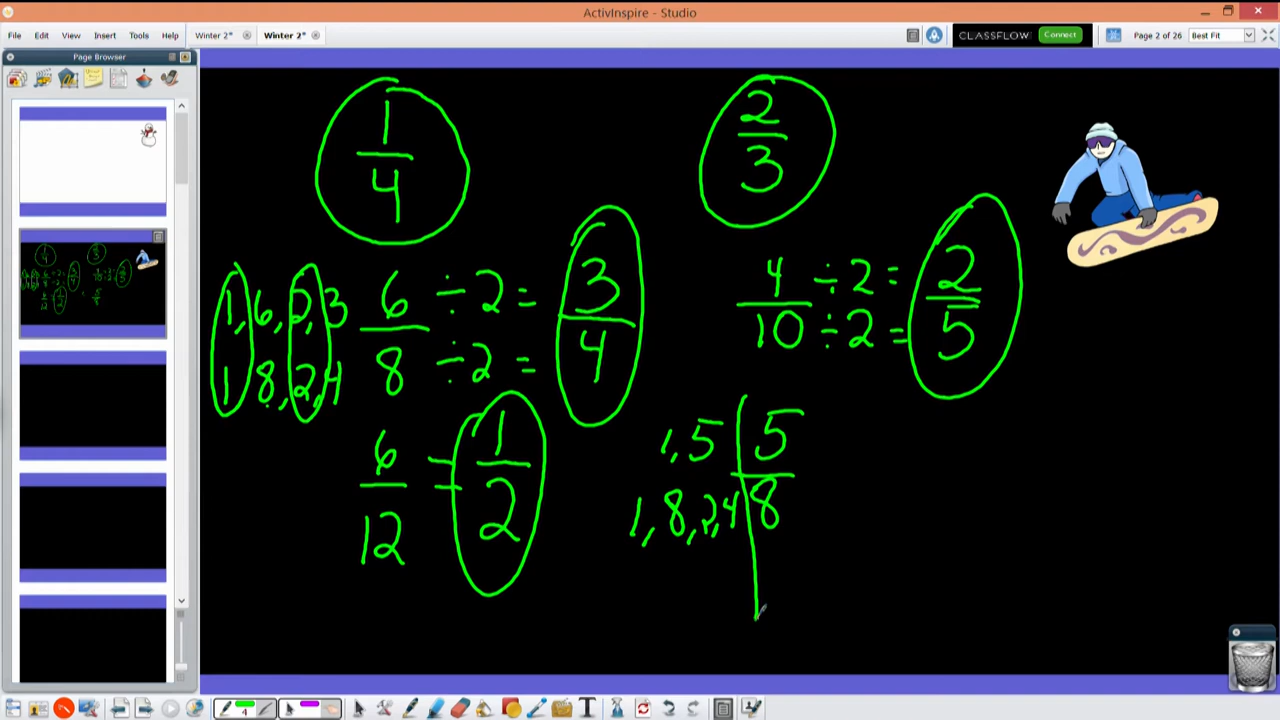 ActivInspire - Studio
File Edit View Insert Tools Help
Winter 2* Winter 2*
CLASSFLOW Connect
Page 2 of 26 Best Fit
Page Browser
1
4
2
3
1, 6, 2, 3
6 ÷ 2 = 3
1 8, 2, 4
8 ÷ 2 = 4
4 ÷ 2 = 2
10 ÷ 2 = 5
6 = 1
12 2
1, 5 5
1, 8, 2, 4 8
4
T